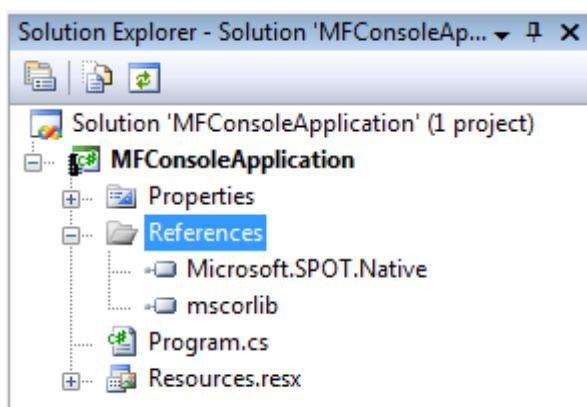 Solution Explorer - Solution 'MFConsoleAp...
Solution 'MFConsoleApplication' (1 project)
MFConsoleApplication
Properties
References
Microsoft.SPOT.Native
mscorlib
Program.cs
Resources.resx